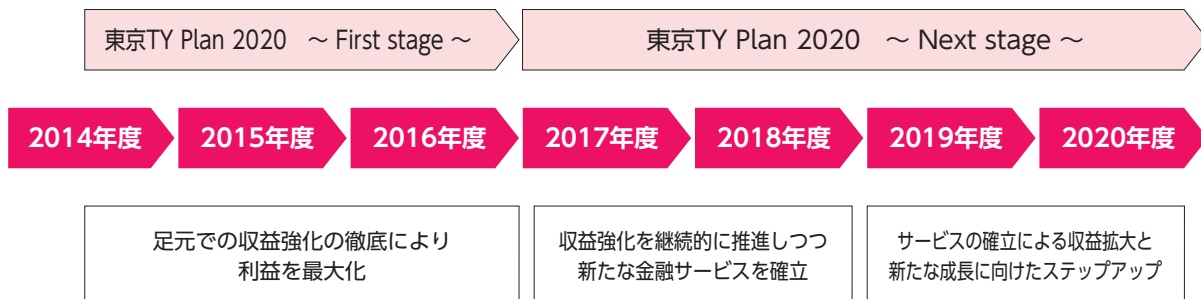 東京TY Plan 2020　～ First stage ～
東京TY Plan 2020　～ Next stage ～
2014年度
2015年度
2016年度
2017年度
2018年度
2019年度
2020年度
足元での収益強化の徹底により
利益を最大化
収益強化を継続的に推進しつつ
新たな金融サービスを確立
サービスの確立による収益拡大と
新たな成長に向けたステップアップ